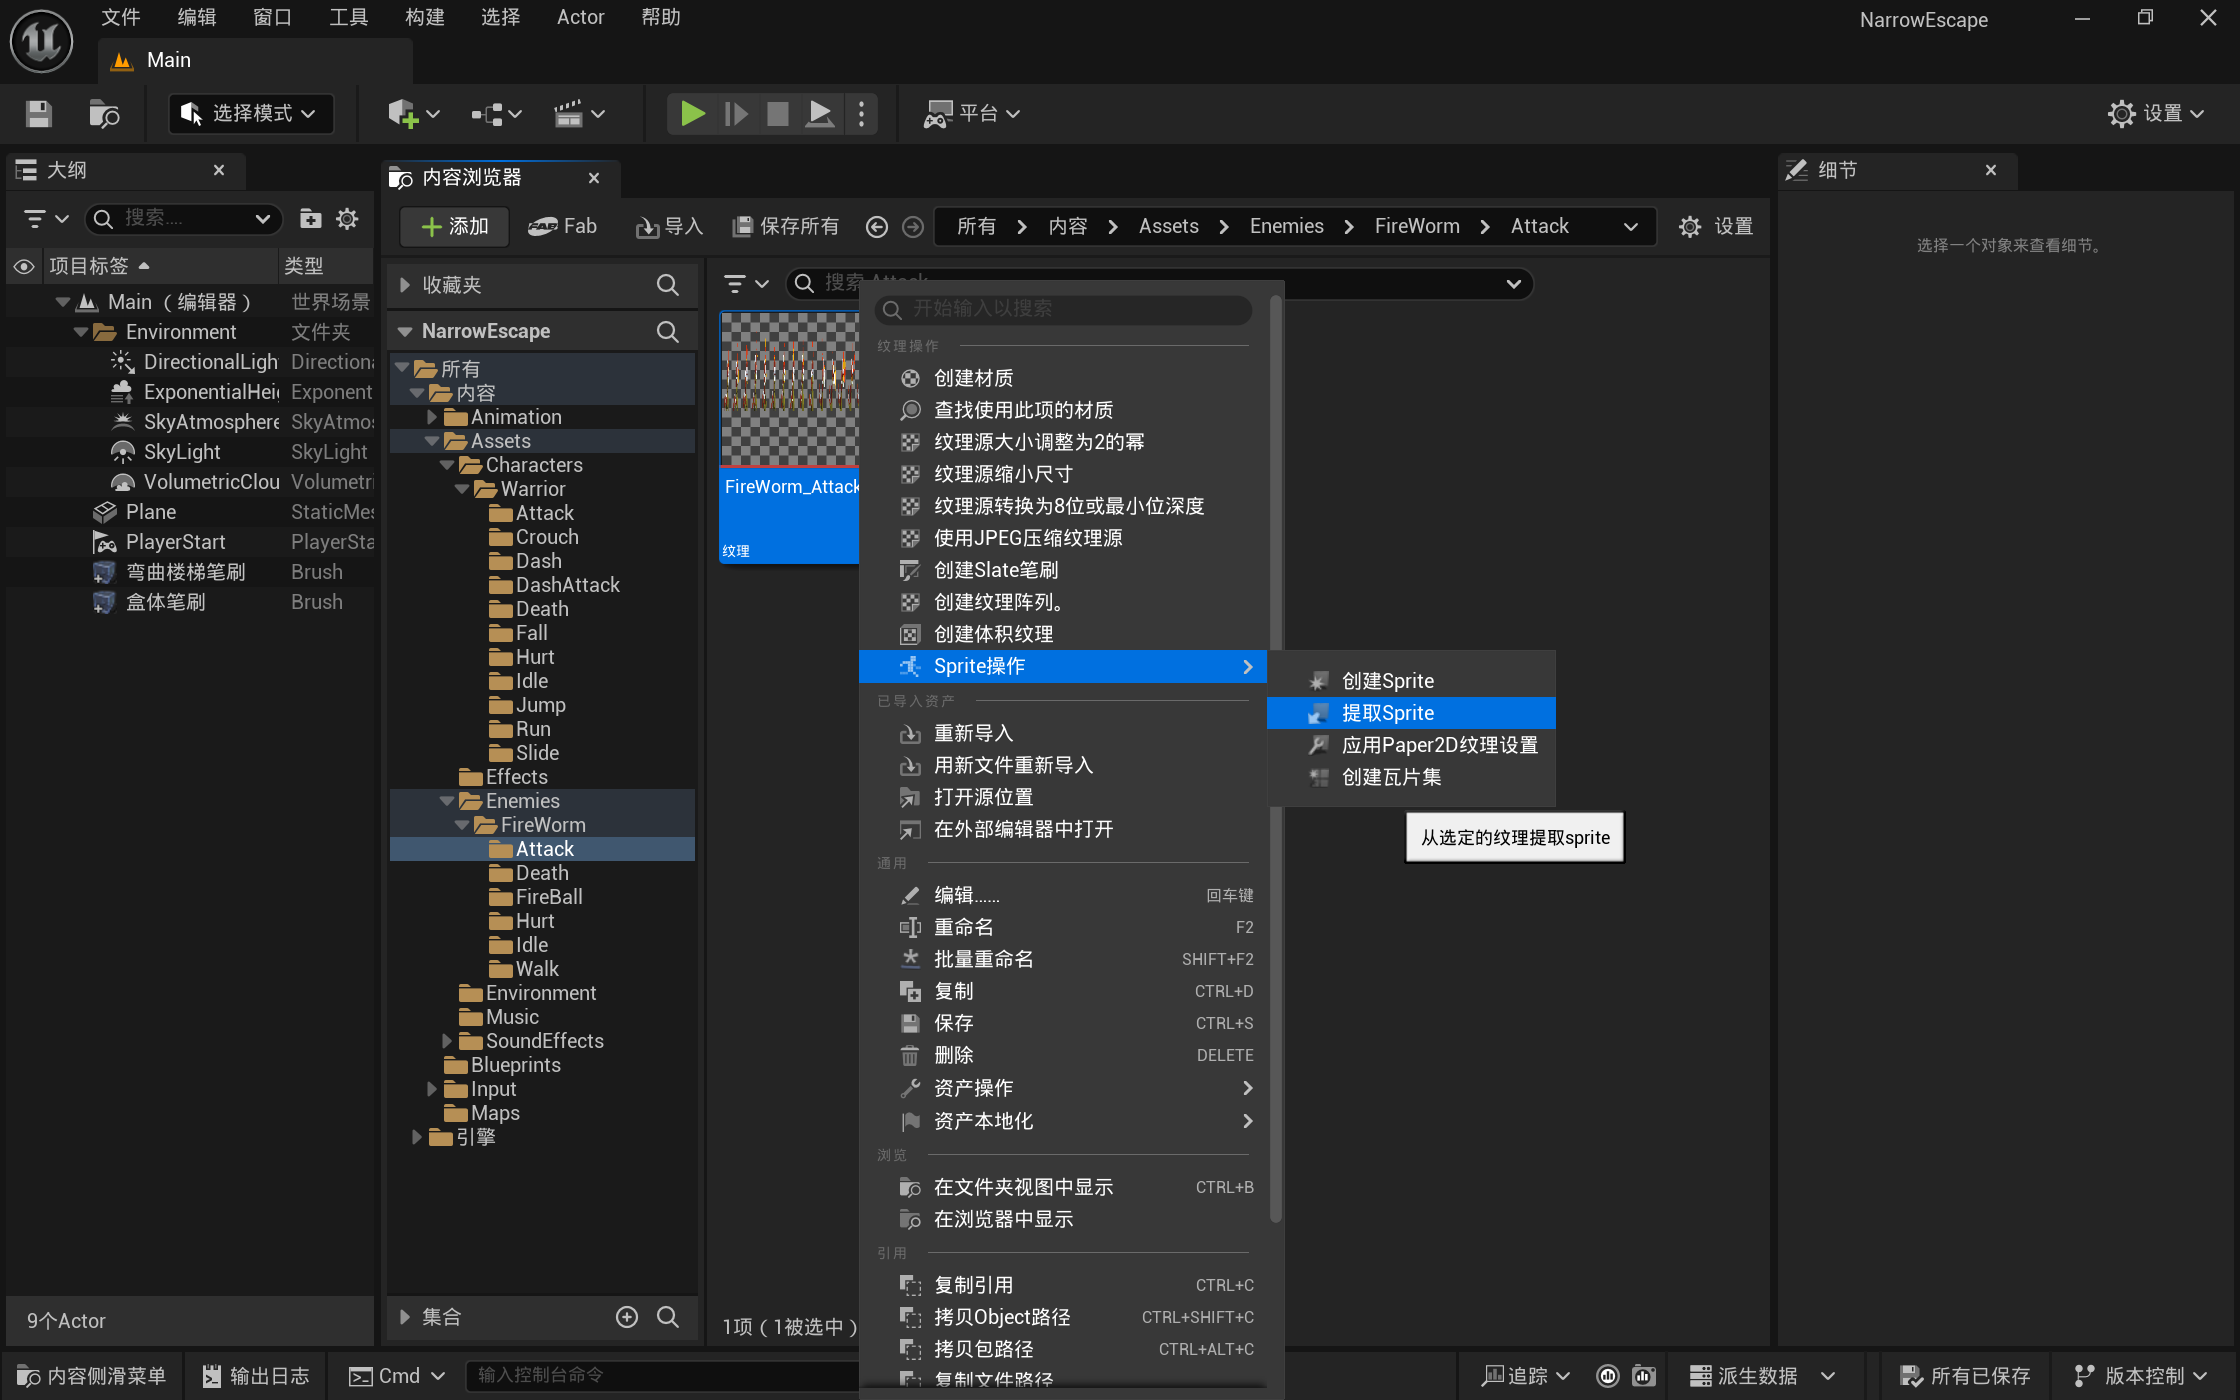 文件 编辑 窗口 工具 构建 选择 Actor 帮助
NarrowEscape
Main
选择模式
平台
设置
大纲
搜索....
项目标签 类型
Main（编辑器） 世界场景
Environment 文件夹
DirectionalLigh Directiona
ExponentialHei Exponent
SkyAtmosphere SkyAtmo
SkyLight SkyLight
VolumetricClou Volumetri
Plane StaticMes
PlayerStart PlayerSta
弯曲楼梯笔刷 Brush
盒体笔刷 Brush
9个Actor
内容浏览器
添加 Fab 导入 保存所有
所有 内容 Assets Enemies FireWorm Attack
设置
收藏夹
NarrowEscape
所有
内容
Animation
Assets
Characters
Warrior
Attack
Crouch
Dash
DashAttack
Death
Fall
Hurt
Idle
Jump
Run
Slide
Effects
Enemies
FireWorm
Attack
Death
FireBall
Hurt
Idle
Walk
Environment
Music
SoundEffects
Blueprints
Input
Maps
引擎
集合
搜索 Attack
FireWorm_Attack
纹理
1项（1被选中）
开始输入以搜索
纹理操作
创建材质
查找使用此项的材质
纹理源大小调整为2的幂
纹理源缩小尺寸
纹理源转换为8位或最小位深度
使用JPEG压缩纹理源
创建Slate笔刷
创建纹理阵列。
创建体积纹理
Sprite操作
已导入资产
重新导入
用新文件重新导入
打开源位置
在外部编辑器中打开
通用
编辑…… 回车键
重命名 F2
批量重命名 SHIFT+F2
复制 CTRL+D
保存 CTRL+S
删除 DELETE
资产操作
资产本地化
浏览
在文件夹视图中显示 CTRL+B
在浏览器中显示
引用
复制引用 CTRL+C
拷贝Object路径 CTRL+SHIFT+C
拷贝包路径 CTRL+ALT+C
复制文件路径
创建Sprite
提取Sprite
应用Paper2D纹理设置
创建瓦片集
从选定的纹理提取sprite
细节
选择一个对象来查看细节。
内容侧滑菜单 输出日志 Cmd 输入控制台命令
追踪 派生数据 所有已保存 版本控制